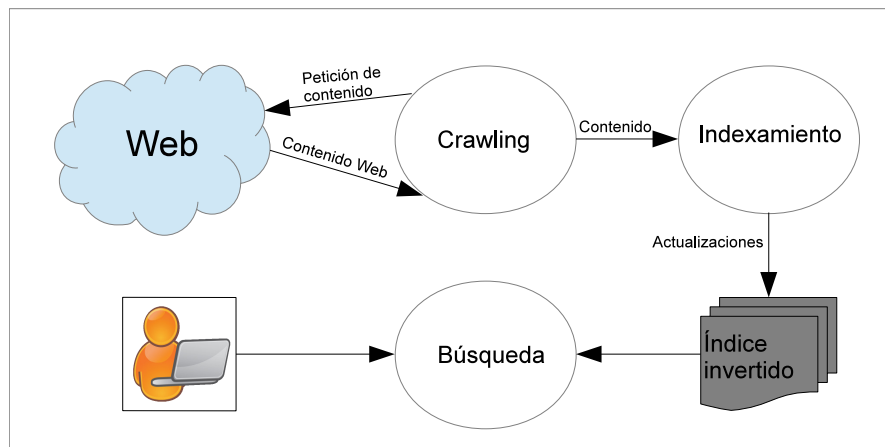 Petición de
contenido
Web
Crawling
Contenido
Indexamiento
Contenido Web
Actualizaciones
Búsqueda
Índice
invertido